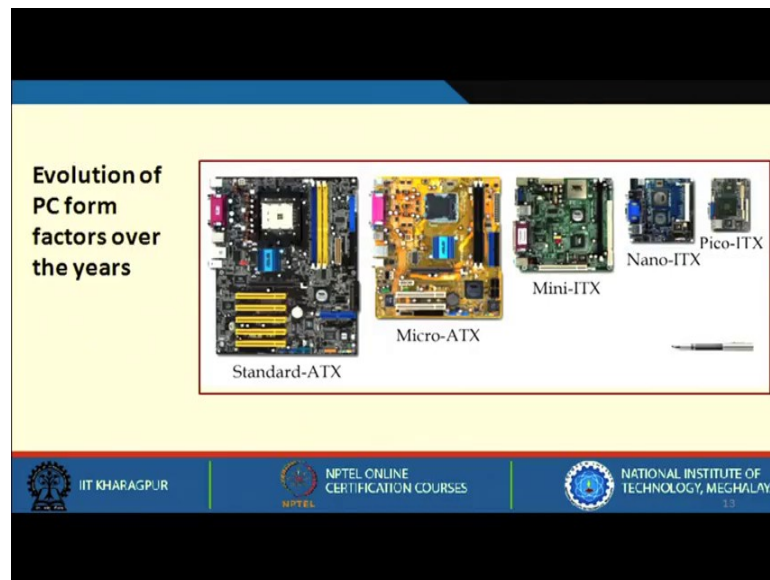 Evolution of
PC form
factors over
the years
Standard-ATX
Micro-ATX
Mini-ITX
Nano-ITX
Pico-ITX
IIT KHARAGPUR
NPTEL
NPTEL ONLINE
CERTIFICATION COURSES
NATIONAL INSTITUTE OF
TECHNOLOGY, MEGHALAY
13